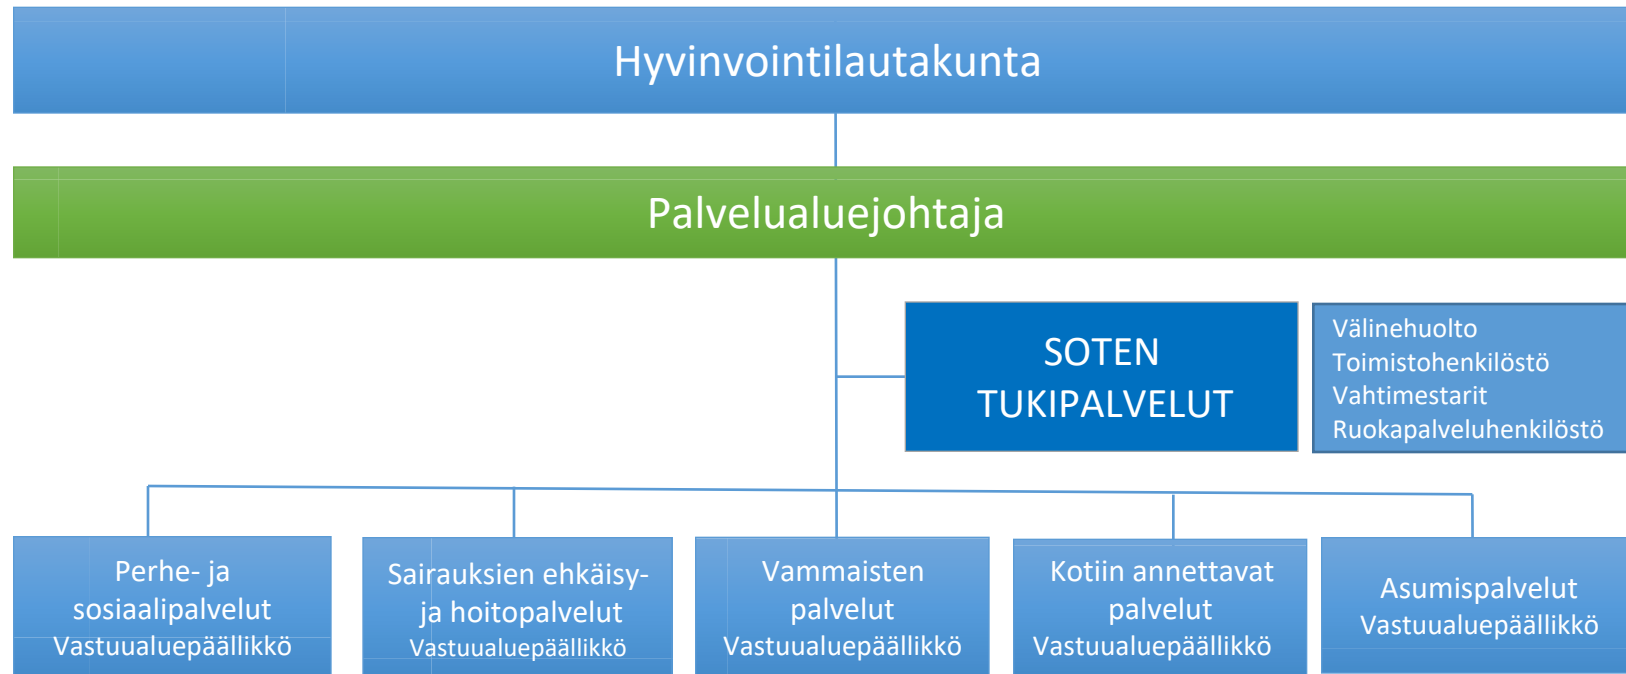 Hyvinvointilautakunta
Palvelualuejohtaja
SOTEN
TUKIPALVELUT
Välinehuolto
Toimistohenkilöstö
Vahtimestarit
Ruokapalveluhenkilöstö
Perhe- ja
sosiaalipalvelut
Vastuualuepäällikkö
Sairauksien ehkäisy-
ja hoitopalvelut
Vastuualuepäällikkö
Vammaisten
palvelut
Vastuualuepäällikkö
Kotiin annettavat
palvelut
Vastuualuepäällikkö
Asumispalvelut
Vastuualuepäällikkö